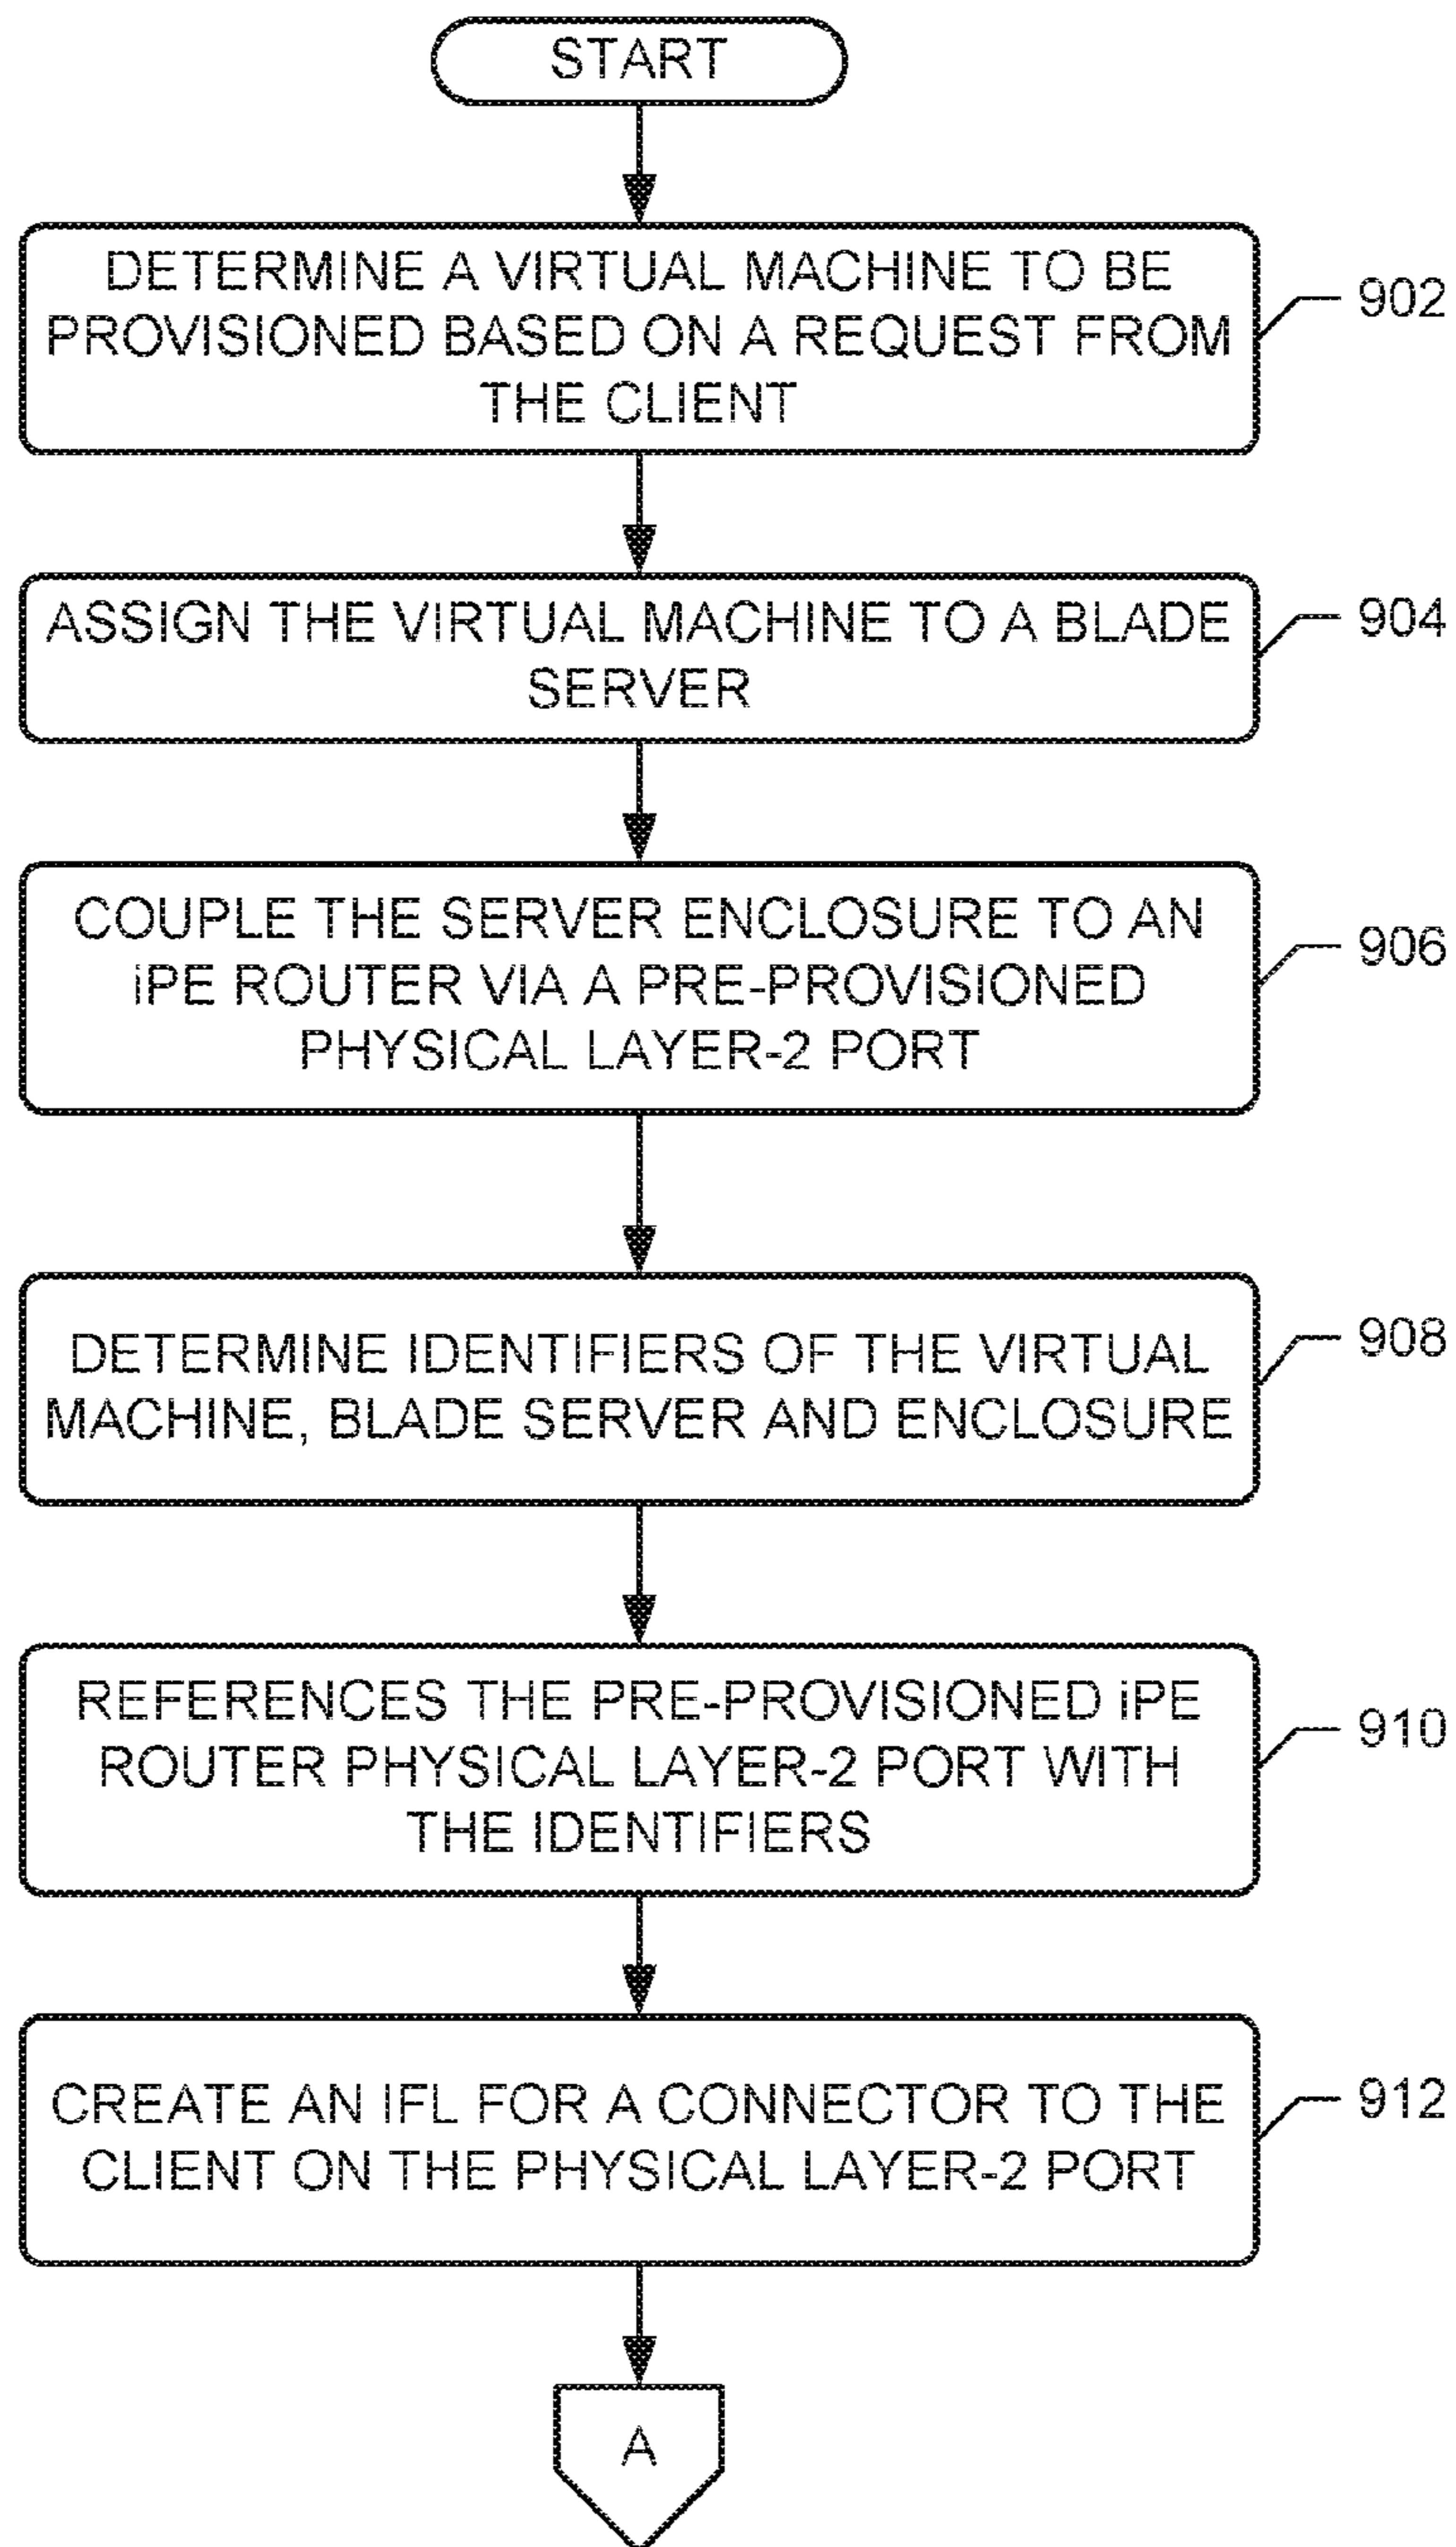 START
DETERMINE A VIRTUAL MACHINE TO BE
PROVISIONED BASED ON A REQUEST FROM
THE CLIENT
902
ASSIGN THE VIRTUAL MACHINE TO A BLADE
SERVER
904
COUPLE THE SERVER ENCLOSURE TO AN
iPE ROUTER VIA A PRE-PROVISIONED
PHYSICAL LAYER-2 PORT
906
DETERMINE IDENTIFIERS OF THE VIRTUAL
MACHINE, BLADE SERVER AND ENCLOSURE
908
REFERENCES THE PRE-PROVISIONED iPE
ROUTER PHYSICAL LAYER-2 PORT WITH
THE IDENTIFIERS
910
CREATE AN IFL FOR A CONNECTOR TO THE
CLIENT ON THE PHYSICAL LAYER-2 PORT
912
A